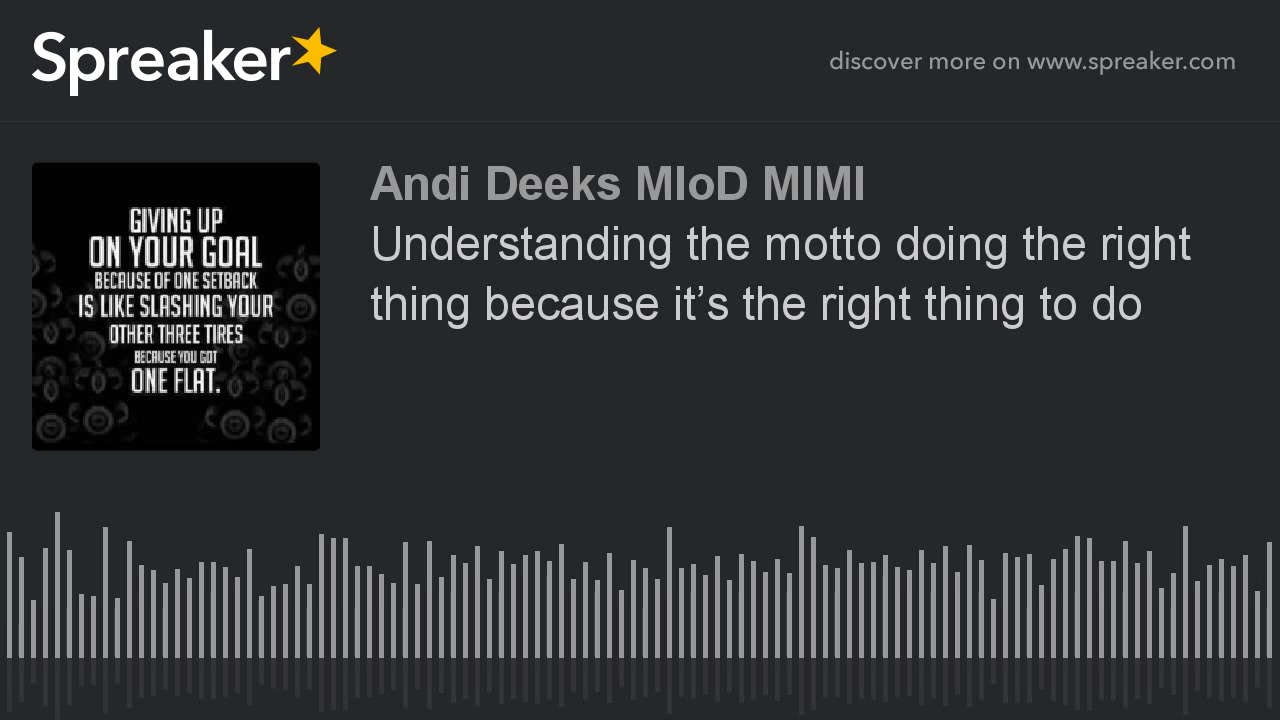 Spreaker
discover more on www.spreaker.com
GIVING UP
ON YOUR GOAL
BECAUSE OF ONE SETBACK
IS LIKE SLASHING YOUR
OTHER THREE TIRES
BECAUSE YOU GOT
ONE FLAT.
Andi Deeks MIoD MIMI
Understanding the motto doing the right
thing because it’s the right thing to do